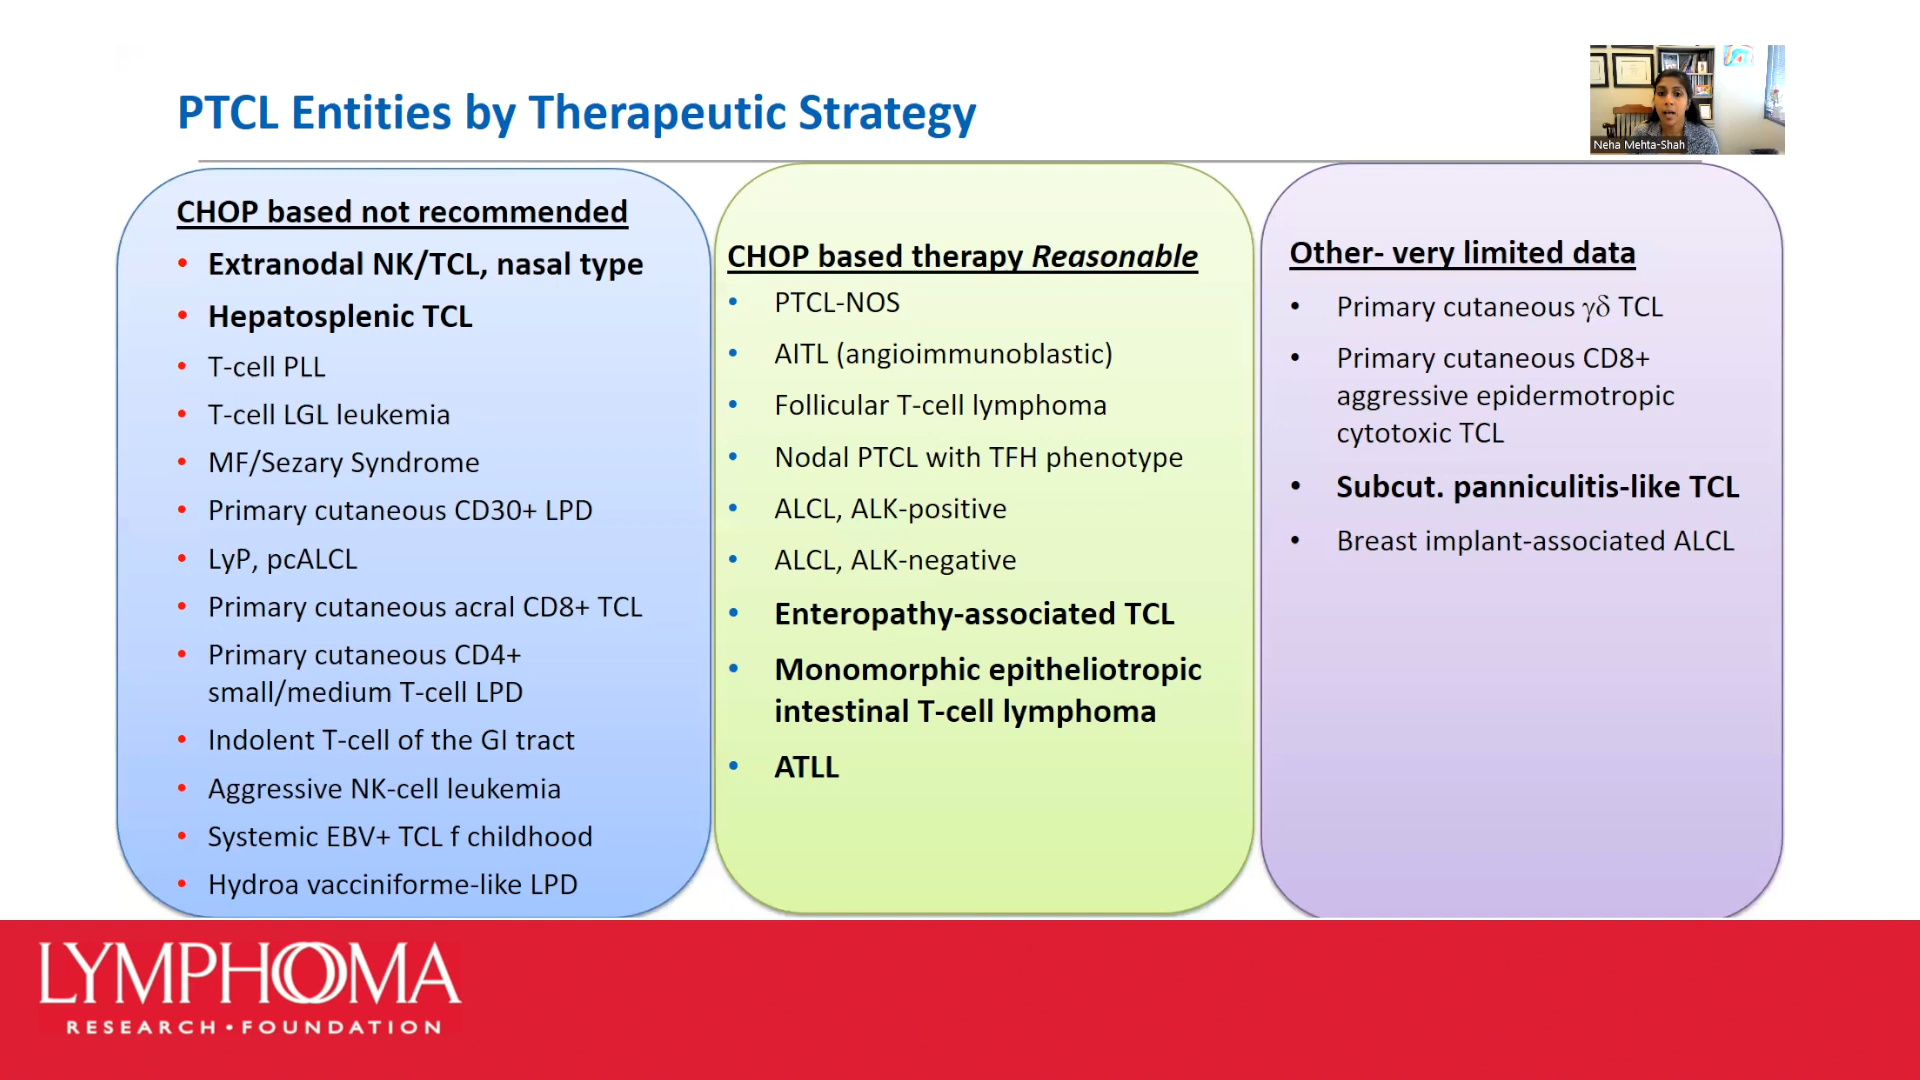 PTCL Entities by Therapeutic Strategy
Neha Mehta-Shah
CHOP based not recommended
• Extranodal NK/TCL, nasal type
• Hepatosplenic TCL
• T-cell PLL
• T-cell LGL leukemia
• MF/Sezary Syndrome
• Primary cutaneous CD30+ LPD
• LyP, pcALCL
• Primary cutaneous acral CD8+ TCL
• Primary cutaneous CD4+
small/medium T-cell LPD
• Indolent T-cell of the GI tract
• Aggressive NK-cell leukemia
• Systemic EBV+ TCL f childhood
• Hydroa vacciniforme-like LPD
CHOP based therapy Reasonable
• PTCL-NOS
• AITL (angioimmunoblastic)
• Follicular T-cell lymphoma
• Nodal PTCL with TFH phenotype
• ALCL, ALK-positive
• ALCL, ALK-negative
• Enteropathy-associated TCL
• Monomorphic epitheliotropic
intestinal T-cell lymphoma
• ATLL
Other- very limited data
• Primary cutaneous γδ TCL
• Primary cutaneous CD8+
aggressive epidermotropic
cytotoxic TCL
• Subcut. panniculitis-like TCL
• Breast implant-associated ALCL
LYMPHOMA
RESEARCH • FOUNDATION